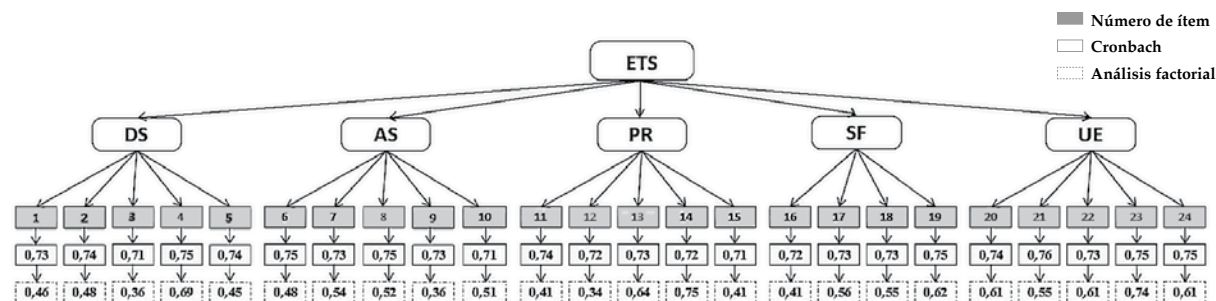 Número de ítem
Cronbach
Análisis factorial
ETS
DS AS PR SF UE
1 2 3 4 5 6 7 8 9 10 11 12 13 14 15 16 17 18 19 20 21 22 23 24
0,73 0,74 0,71 0,75 0,74 0,75 0,73 0,75 0,73 0,71 0,74 0,72 0,73 0,72 0,71 0,72 0,73 0,73 0,75 0,74 0,76 0,73 0,75 0,75
0,46 0,48 0,36 0,69 0,45 0,48 0,54 0,52 0,36 0,51 0,41 0,34 0,64 0,75 0,41 0,41 0,56 0,55 0,62 0,61 0,55 0,61 0,74 0,61